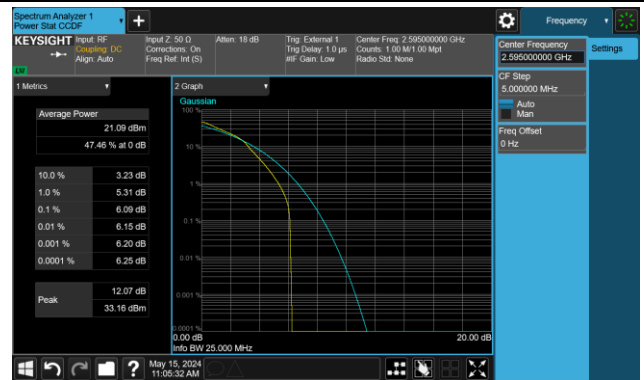 Spectrum Analyzer 1
Power Stat CCDF
Frequency
KEYSIGHT
Input: RF
Coupling: DC
Align: Auto
Input Z: 50 Ω
Corrections: On
Freq Ref: Int (S)
Atten: 18 dB
Trig: External 1
Trig Delay: 1.0 µs
#IF Gain: Low
Center Freq: 2.595000000 GHz
Counts: 1.00 M/1.00 Mpt
Radio Std: None
LW
Center Frequency
2.595000000 GHz
Settings
CF Step
5.000000 MHz
Auto
Man
Freq Offset
0 Hz
1 Metrics
Average Power
21.09 dBm
47.46 % at 0 dB
10.0 % 3.23 dB
1.0 % 5.31 dB
0.1 % 6.09 dB
0.01 % 6.15 dB
0.001 % 6.20 dB
0.0001 % 6.25 dB
Peak
12.07 dB
33.16 dBm
2 Graph
Gaussian
100 %
10 %
1 %
0.1 %
0.01 %
0.001 %
0.0001 %
0.00 dB 20.00 dB
Info BW 25.000 MHz
?
May 15, 2024
11:05:32 AM